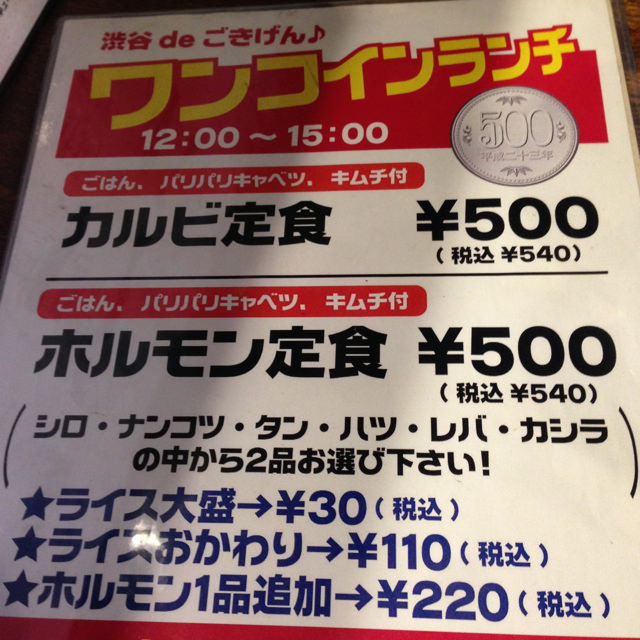 渋谷 de ごきげん♪
ワンコインランチ
12:00 〜 15:00
500
平成二十三年
ごはん、パリパリキャベツ、キムチ付
カルビ定食 ¥500
(税込 ¥540)
ごはん、パリパリキャベツ、キムチ付
ホルモン定食 ¥500
(税込 ¥540)
(シロ・ナンコツ・タン・ハツ・レバ・カシラ
の中から2品お選び下さい!)
★ライス大盛→¥30(税込)
★ライスおかわり→¥110(税込)
★ホルモン1品追加→¥220(税込)